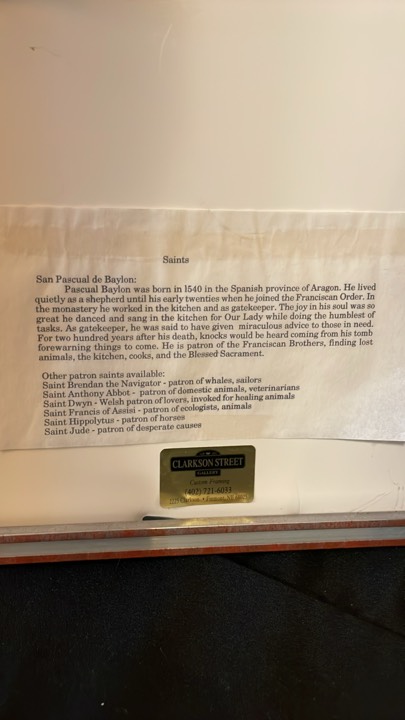 Saints
San Pascual de Baylon:
Pascual Baylon was born in 1540 in the Spanish province of Aragon. He lived
quietly as a shepherd until his early twenties when he joined the Franciscan Order. In
the monastery he worked in the kitchen and as gatekeeper. The joy in his soul was so
great he danced and sang in the kitchen for Our Lady while doing the humblest of
tasks. As gatekeeper, he was said to have given miraculous advice to those in need.
For two hundred years after his death, knocks would be heard coming from his tomb
forewarning things to come. He is patron of the Franciscan Brothers, finding lost
animals, the kitchen, cooks, and the Blessed Sacrament.
Other patron saints available:
Saint Brendan the Navigator - patron of whales, sailors
Saint Anthony Abbot - patron of domestic animals, veterinarians
Saint Dwyn - Welsh patron of lovers, invoked for healing animals
Saint Francis of Assisi - patron of ecologists, animals
Saint Hippolytus - patron of horses
Saint Jude - patron of desperate causes
CLARKSON STREET
GALLERY
Custom Framing
(402) 721-6033
Fremont, NE